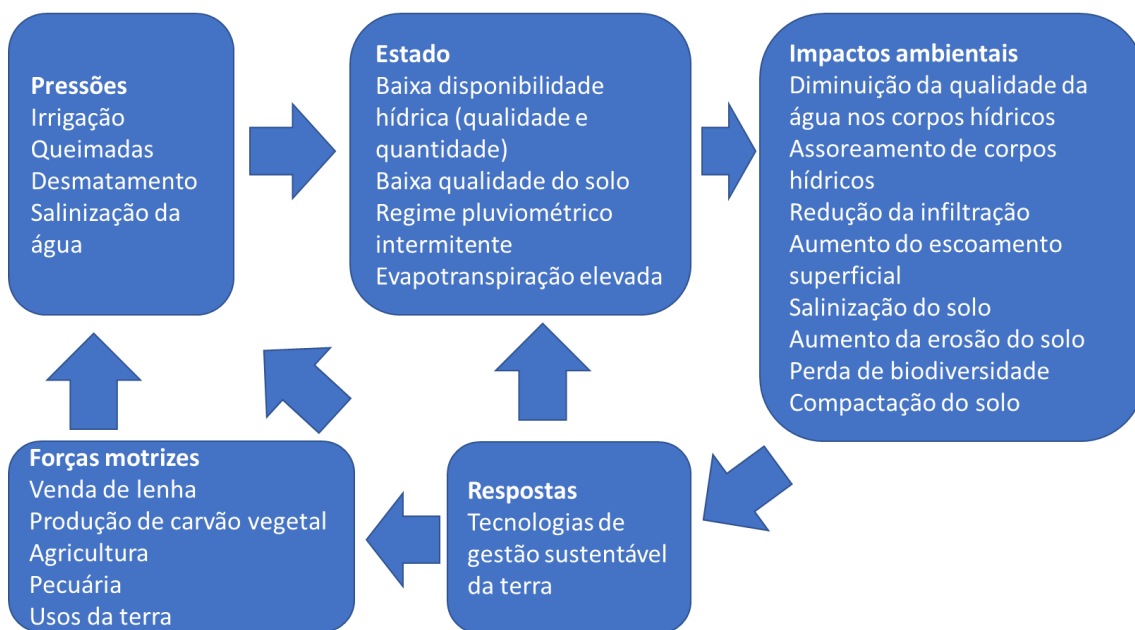 Pressões
Irrigação
Queimadas
Desmatamento
Salinização da
água
Estado
Baixa disponibilidade
hídrica (qualidade e
quantidade)
Baixa qualidade do solo
Regime pluviométrico
intermitente
Evapotranspiração elevada
Impactos ambientais
Diminuição da qualidade da
água nos corpos hídricos
Assoreamento de corpos
hídricos
Redução da infiltração
Aumento do escoamento
superficial
Salinização do solo
Aumento da erosão do solo
Perda de biodiversidade
Compactação do solo
Forças motrizes
Venda de lenha
Produção de carvão vegetal
Agricultura
Pecuária
Usos da terra
Respostas
Tecnologias de
gestão sustentável
da terra